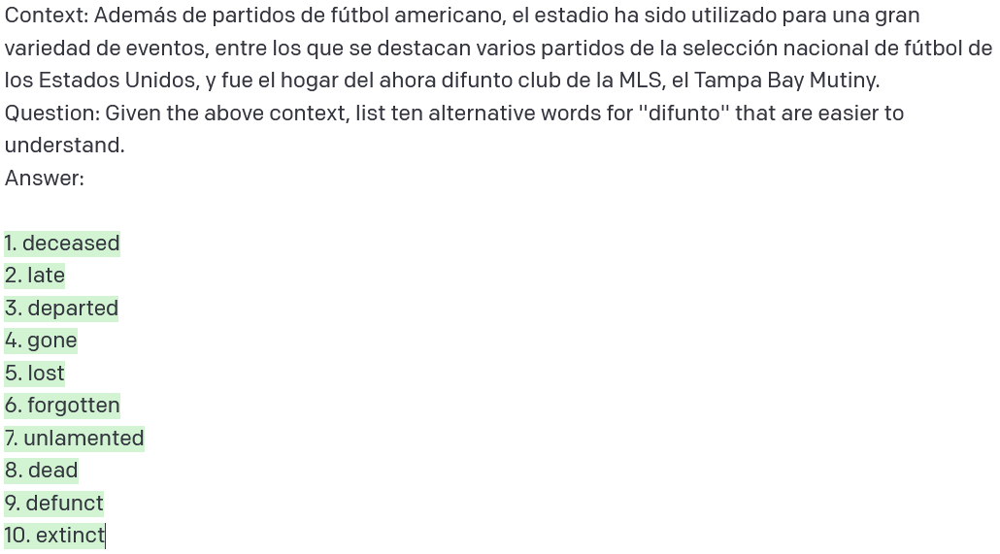 Context: Además de partidos de fútbol americano, el estadio ha sido utilizado para una gran
variedad de eventos, entre los que se destacan varios partidos de la selección nacional de fútbol de
los Estados Unidos, y fue el hogar del ahora difunto club de la MLS, el Tampa Bay Mutiny.
Question: Given the above context, list ten alternative words for "difunto" that are easier to
understand.
Answer:
1. deceased
2. late
3. departed
4. gone
5. lost
6. forgotten
7. unlamented
8. dead
9. defunct
10. extinct